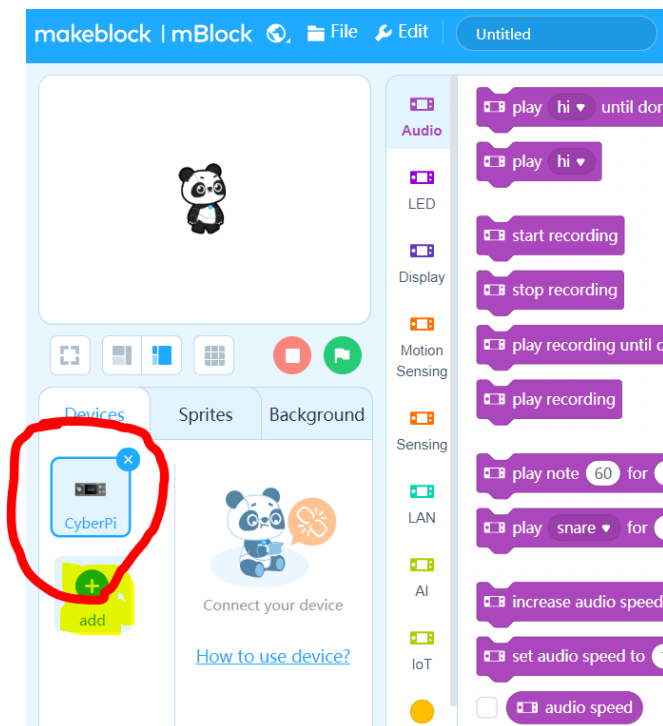 makeblock | mBlock File Edit Untitled
Audio
LED
Display
Motion
Sensing
Sensing
LAN
AI
IoT
play hi until
play hi
start recording
stop recording
play recording until
play recording
play note 60 for
play snare for
increase audio speed
set audio speed to
audio speed
Devices Sprites Background
CyberPi
add
Connect your device
How to use device?